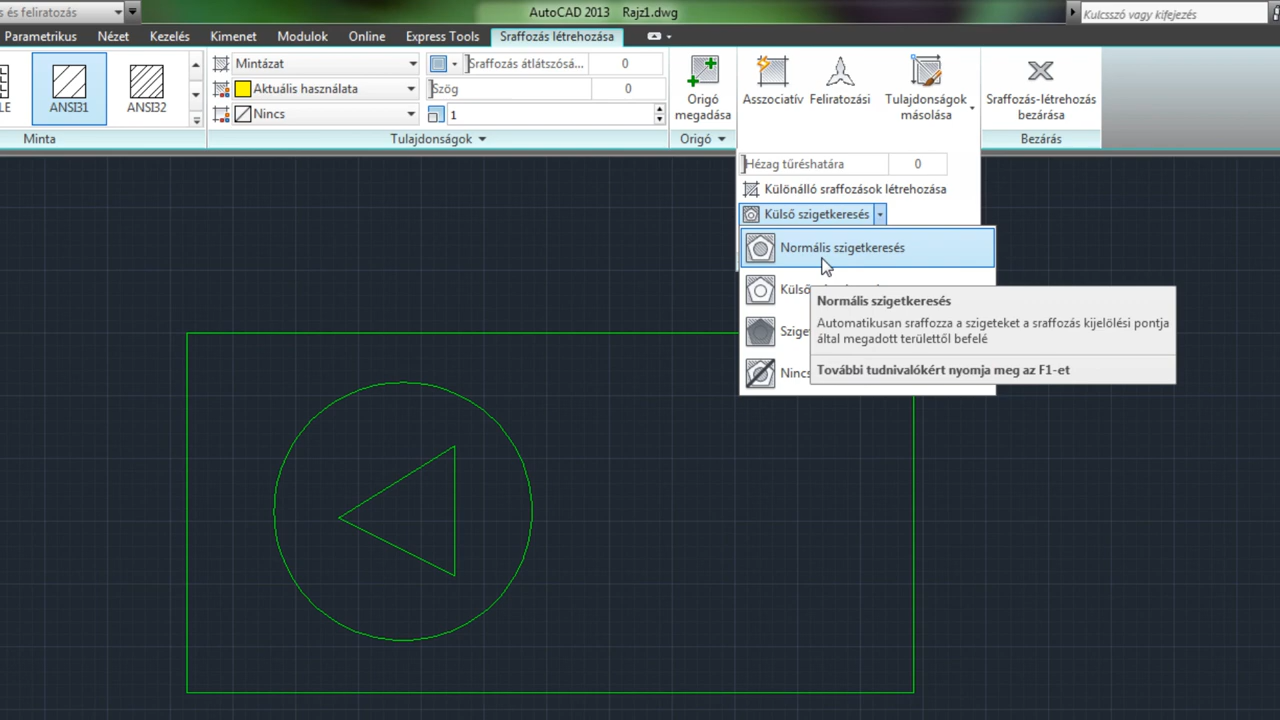 és feliratozás
AutoCAD 2013 Rajz1.dwg
Kulcsszó vagy kifejezés
Parametrikus Nézet Kezelés Kimenet Modulok Online Express Tools Sraffozás létrehozása
ANSI31
ANSI32
Minta
Mintázat
Aktuális használata
Nincs
Sraffozás átlátszósá... 0
Szög 0
1
Tulajdonságok
Origó
megadása
Origó
Asszociatív
Feliratozási
Tulajdonságok
másolása
Sraffozás-létrehozás
bezárása
Bezárás
Hézag tűréshatára 0
Különálló sraffozások létrehozása
Külső szigetkeresés
Normális szigetkeresés
Normális szigetkeresés
Automatikusan sraffozza a szigeteket a sraffozás kijelölési pontja
által megadott területtől befelé
További tudnivalókért nyomja meg az F1-et